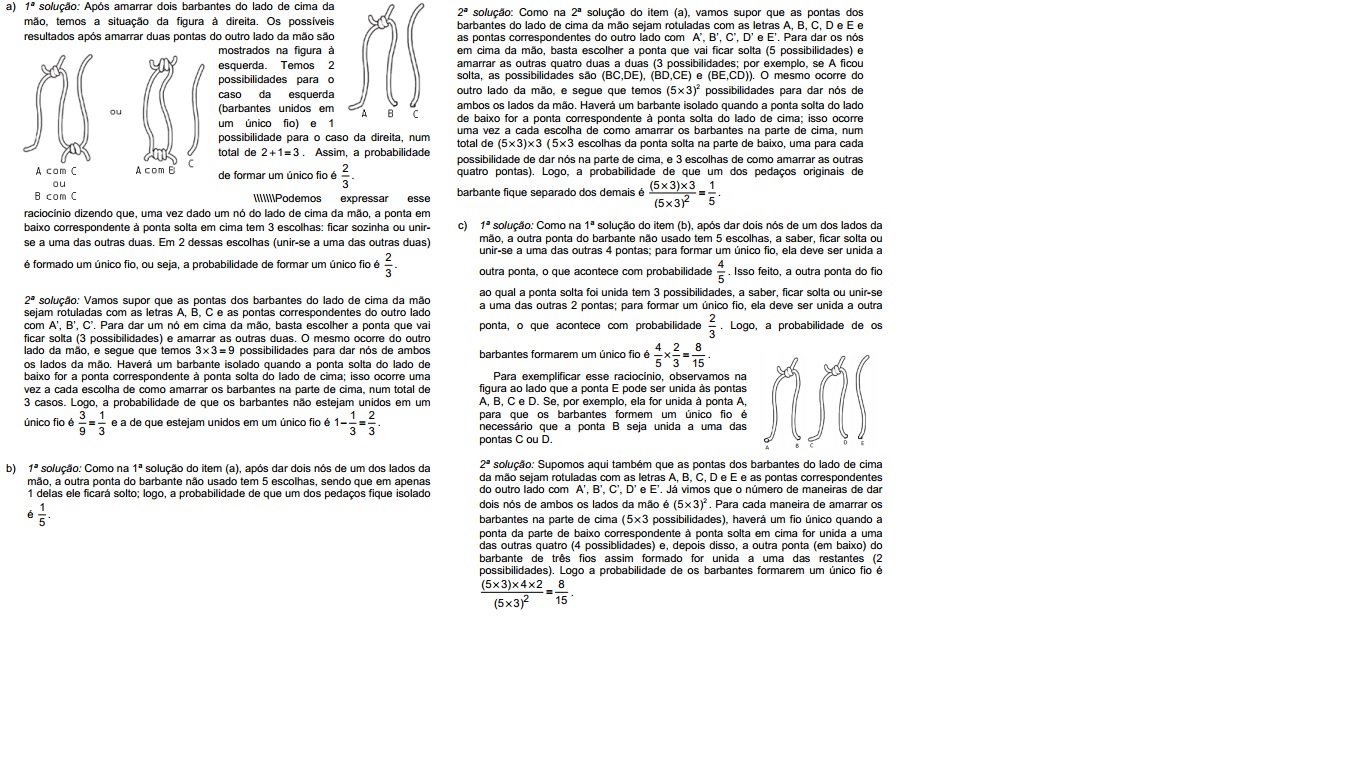 a) 1ª solução: Após amarrar dois barbantes do lado de cima da
mão, temos a situação da figura à direita. Os possíveis
resultados após amarrar duas pontas do outro lado da mão são
mostrados na figura à
esquerda. Temos 2
possibilidades para o
caso da esquerda
(barbantes unidos em
um único fio) e 1
possibilidade para o caso da direita, num
total de 2+1=3. Assim, a probabilidade
de formar um único fio é 2/3.
A B C
ou
A com C
ou
B com C
A com B
C
\\\\\\\Podemos expressar esse
raciocínio dizendo que, uma vez dado um nó do lado de cima da mão, a ponta em
baixo correspondente à ponta solta em cima tem 3 escolhas: ficar sozinha ou unir-
se a uma das outras duas. Em 2 dessas escolhas (unir-se a uma das outras duas)
é formado um único fio, ou seja, a probabilidade de formar um único fio é 2/3.
2ª solução: Vamos supor que as pontas dos barbantes do lado de cima da mão
sejam rotuladas com as letras A, B, C e as pontas correspondentes do outro lado
com A', B', C'. Para dar um nó em cima da mão, basta escolher a ponta que vai
ficar solta (3 possibilidades) e amarrar as outras duas. O mesmo ocorre do outro
lado da mão, e segue que temos 3×3=9 possibilidades para dar nós de ambos
os lados da mão. Haverá um barbante isolado quando a ponta solta do lado de
baixo for a ponta correspondente à ponta solta do lado de cima; isso ocorre uma
vez a cada escolha de como amarrar os barbantes na parte de cima, num total de
3 casos. Logo, a probabilidade de que os barbantes não estejam unidos em um
único fio é 3/9=1/3 e a de que estejam unidos em um único fio é 1−1/3=2/3.
b) 1ª solução: Como na 1ª solução do item (a), após dar dois nós de um dos lados da
mão, a outra ponta do barbante não usado tem 5 escolhas, sendo que em apenas
1 delas ele ficará solto; logo, a probabilidade de que um dos pedaços fique isolado
é 1/5.
2ª solução: Como na 2ª solução do item (a), vamos supor que as pontas dos
barbantes do lado de cima da mão sejam rotuladas com as letras A, B, C, D e E e
as pontas correspondentes do outro lado com A', B', C', D' e E'. Para dar os nós
em cima da mão, basta escolher a ponta que vai ficar solta (5 possibilidades) e
amarrar as outras quatro duas a duas (3 possibilidades; por exemplo, se A ficou
solta, as possibilidades são (BC,DE), (BD,CE) e (BE,CD)). O mesmo ocorre do
outro lado da mão, e segue que temos (5×3)² possibilidades para dar nós de
ambos os lados da mão. Haverá um barbante isolado quando a ponta solta do lado
de baixo for a ponta correspondente à ponta solta do lado de cima; isso ocorre
uma vez a cada escolha de como amarrar os barbantes na parte de cima, num
total de (5×3)×3 (5×3 escolhas da ponta solta na parte de baixo, uma para cada
possibilidade de dar nós na parte de cima, e 3 escolhas de como amarrar as outras
quatro pontas). Logo, a probabilidade de que um dos pedaços originais de
barbante fique separado dos demais é (5×3)×3/(5×3)²=1/5.
c) 1ª solução: Como na 1ª solução do item (b), após dar dois nós de um dos lados da
mão, a outra ponta do barbante não usado tem 5 escolhas, a saber, ficar solta ou
unir-se a uma das outras 4 pontas; para formar um único fio, ela deve ser unida a
outra ponta, o que acontece com probabilidade 4/5. Isso feito, a outra ponta do fio
ao qual a ponta solta foi unida tem 3 possibilidades, a saber, ficar solta ou unir-se
a uma das outras 2 pontas; para formar um único fio, ela deve ser unida a outra
ponta, o que acontece com probabilidade 2/3. Logo, a probabilidade de os
barbantes formarem um único fio é 4/5×2/3=8/15.
Para exemplificar esse raciocínio, observamos na
figura ao lado que a ponta E pode ser unida às pontas
A, B, C e D. Se, por exemplo, ela for unida à ponta A,
para que os barbantes formem um único fio é
necessário que a ponta B seja unida a uma das
pontas C ou D.
A B C D E
2ª solução: Supomos aqui também que as pontas dos barbantes do lado de cima
da mão sejam rotuladas com as letras A, B, C, D e E e as pontas correspondentes
do outro lado com A', B', C', D' e E'. Já vimos que o número de maneiras de dar
dois nós de ambos os lados da mão é (5×3)². Para cada maneira de amarrar os
barbantes na parte de cima (5×3 possibilidades), haverá um fio único quando a
ponta da parte de baixo correspondente à ponta solta em cima for unida a uma
das outras quatro (4 possiblidades) e, depois disso, a outra ponta (em baixo) do
barbante de três fios assim formado for unida a uma das restantes (2
possibilidades). Logo a probabilidade de os barbantes formarem um único fio é
(5×3)×4×2/(5×3)²=8/15.